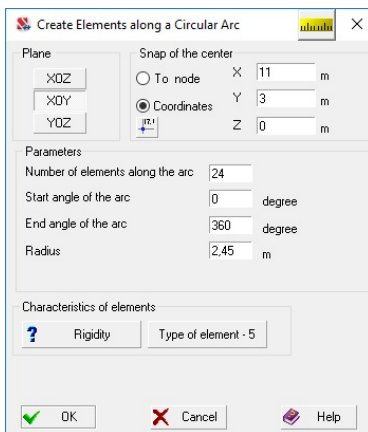 Create Elements along a Circular Arc
Plane
XOZ
XOY
YOZ
Snap of the center
To node
Coordinates
X 11 m
Y 3 m
Z 0 m
Parameters
Number of elements along the arc 24
Start angle of the arc 0 degree
End angle of the arc 360 degree
Radius 2,45 m
Characteristics of elements
? Rigidity
Type of element - 5
OK
Cancel
Help